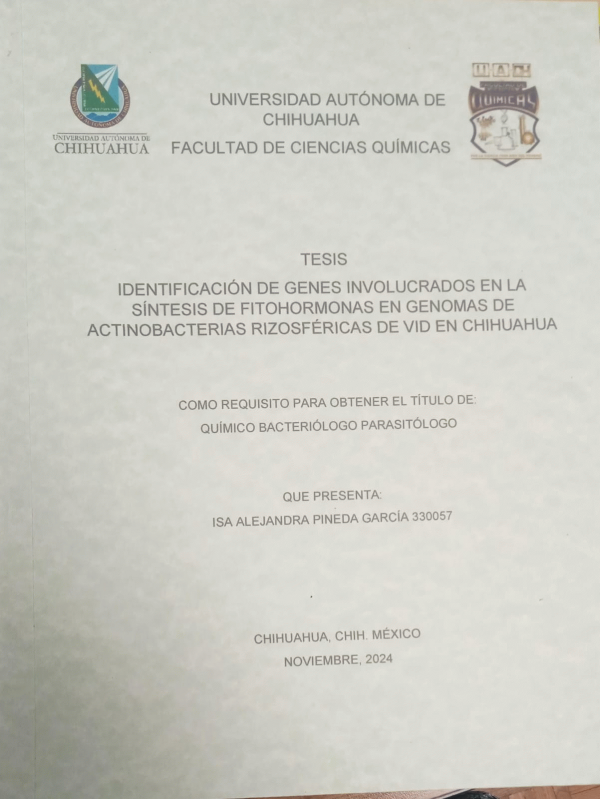 UNIVERSIDAD AUTÓNOMA DE
CHIHUAHUA
UNIVERSIDAD AUTÓNOMA DE
CHIHUAHUA
FACULTAD DE CIENCIAS QUÍMICAS
UACH
QUIMICAS
TESIS
IDENTIFICACIÓN DE GENES INVOLUCRADOS EN LA
SÍNTESIS DE FITOHORMONAS EN GENOMAS DE
ACTINOBACTERIAS RIZOSFÉRICAS DE VID EN CHIHUAHUA
COMO REQUISITO PARA OBTENER EL TÍTULO DE:
QUÍMICO BACTERIÓLOGO PARASITÓLOGO
QUE PRESENTA:
ISA ALEJANDRA PINEDA GARCÍA 330057
CHIHUAHUA, CHIH. MÉXICO
NOVIEMBRE, 2024